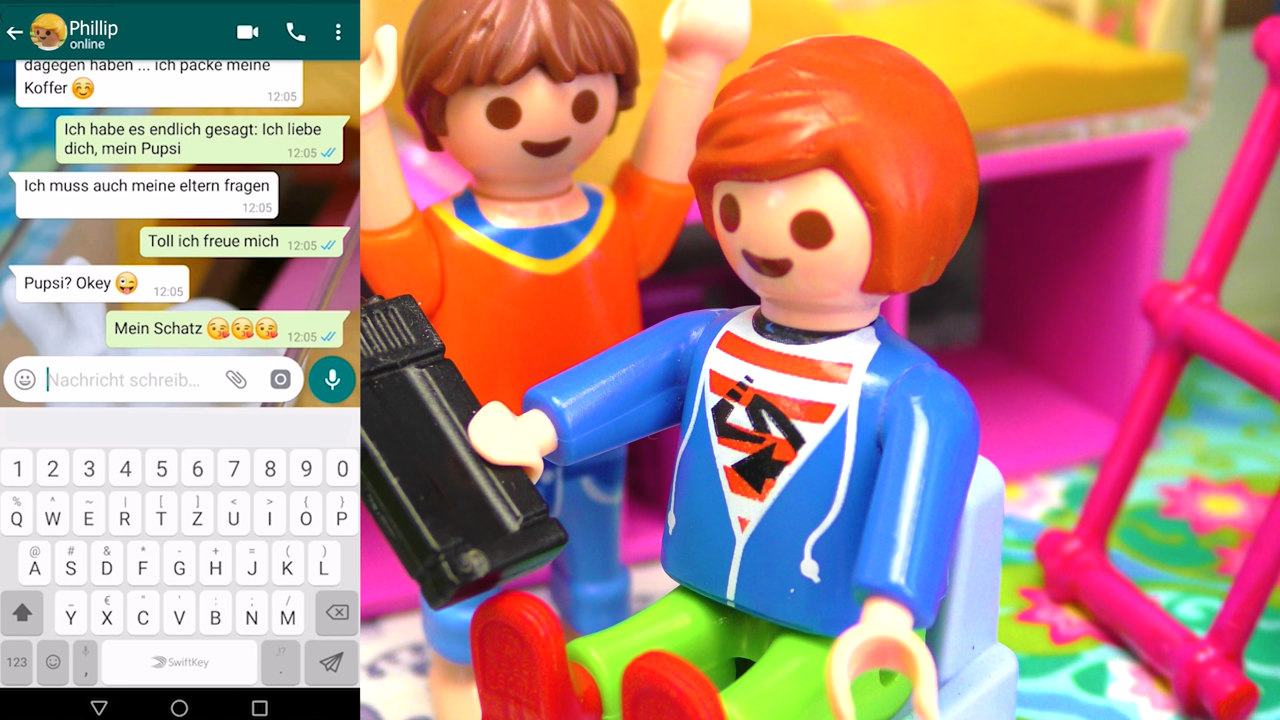 Phillip
online
dagegen haben ... ich packe meine
Koffer 😊
12:05
Ich habe es endlich gesagt: Ich liebe
dich, mein Pupsi
12:05
Ich muss auch meine eltern fragen
12:05
Toll ich freue mich 12:05
Pupsi? Okey 😜 12:05
Mein Schatz 😘😘😘 12:05
Nachricht schreib...
1 2 3 4 5 6 7 8 9 0
% ^ ~ | [ ] < > { }
Q W E R T Z U I O P
@ # & * - + = ( )
A S D F G H J K L
_ € " ' : ; /
Y X C V B N M
123 , SwiftKey !? .